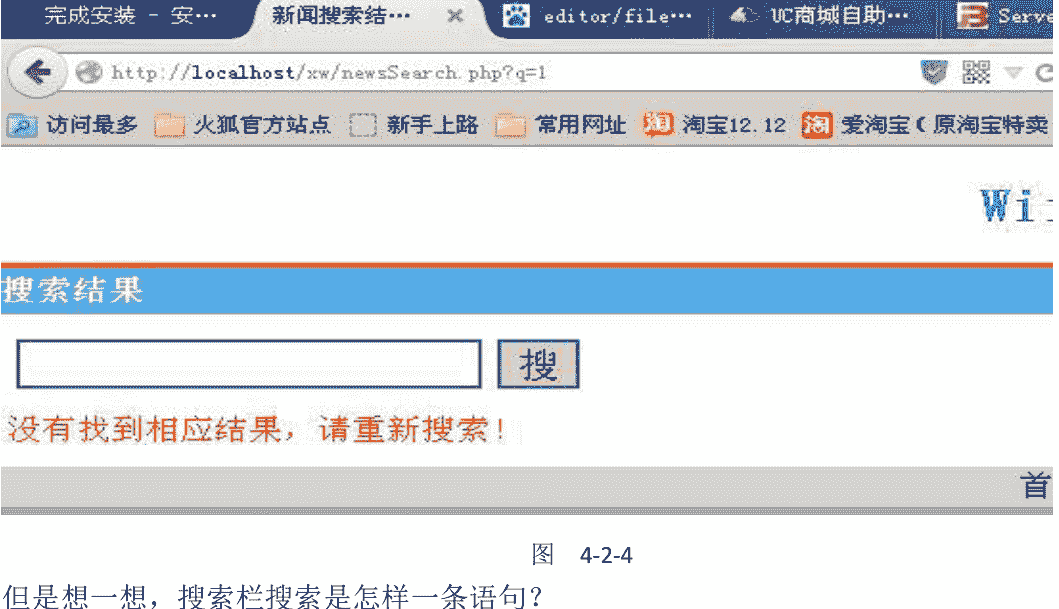 完成安装 - 安… 新闻搜索结… editor/file… UC商城自助… Serve
http://localhost/xw/newsSearch.php?q=1
访问最多 火狐官方站点 新手上路 常用网址 淘宝12.12 爱淘宝(原淘宝特卖
Wi
搜索结果
搜
没有找到相应结果，请重新搜索!
首
图 4-2-4
但是想一想，搜索栏搜索是怎样一条语句？